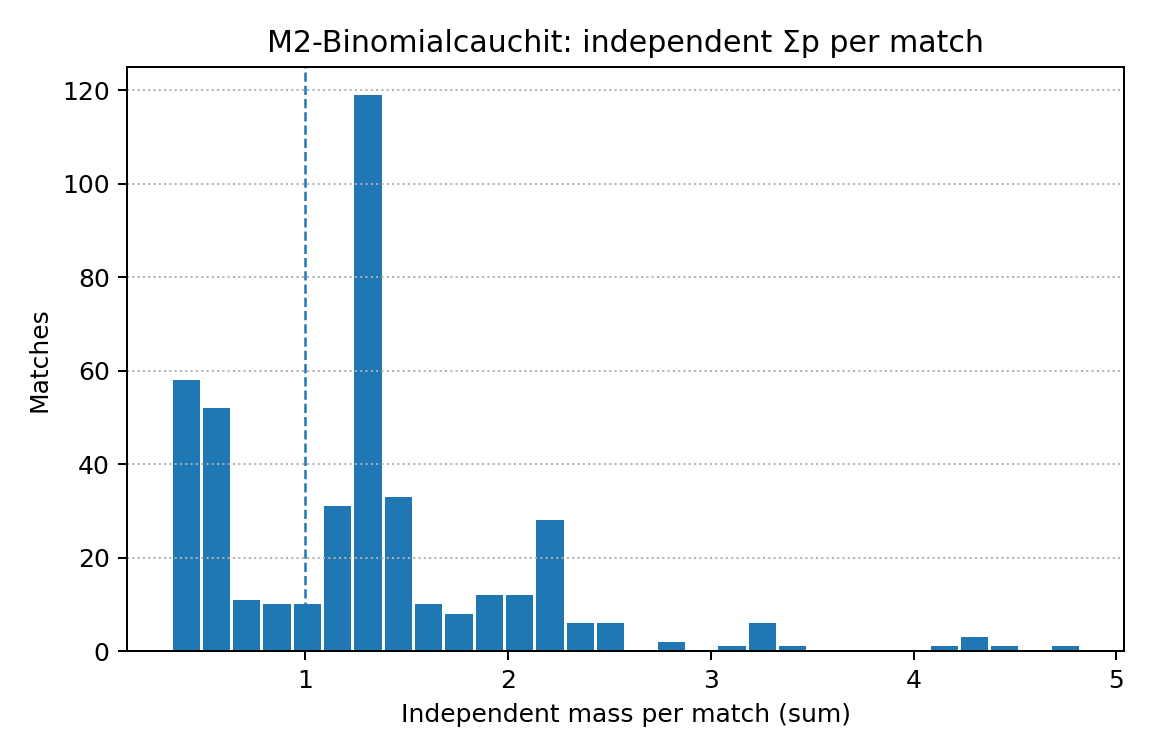 M2-Binomialcauchit: independent Σp per match
120
100
80
60
40
20
0
Matches
1 2 3 4 5
Independent mass per match (sum)